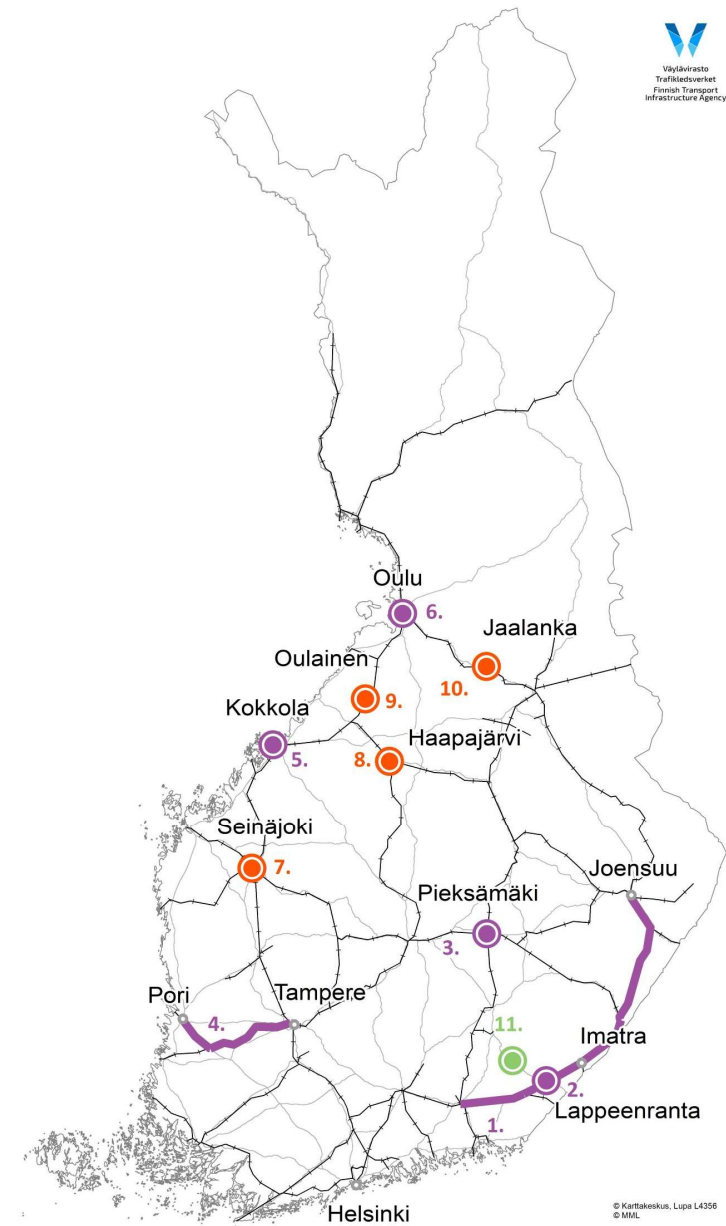 Väylävirasto
Trafikledsverket
Finnish Transport
Infrastructure Agency
Oulu
6.
Jaalanka
Oulainen
10.
9.
Kokkola
Haapajärvi
5.
8.
Seinäjoki
7.
Joensuu
Pieksämäki
3.
Pori
Tampere
4.
11.
Imatra
2.
Lappeenranta
1.
Helsinki
© Karttakeskus, Lupa L4356
© MML